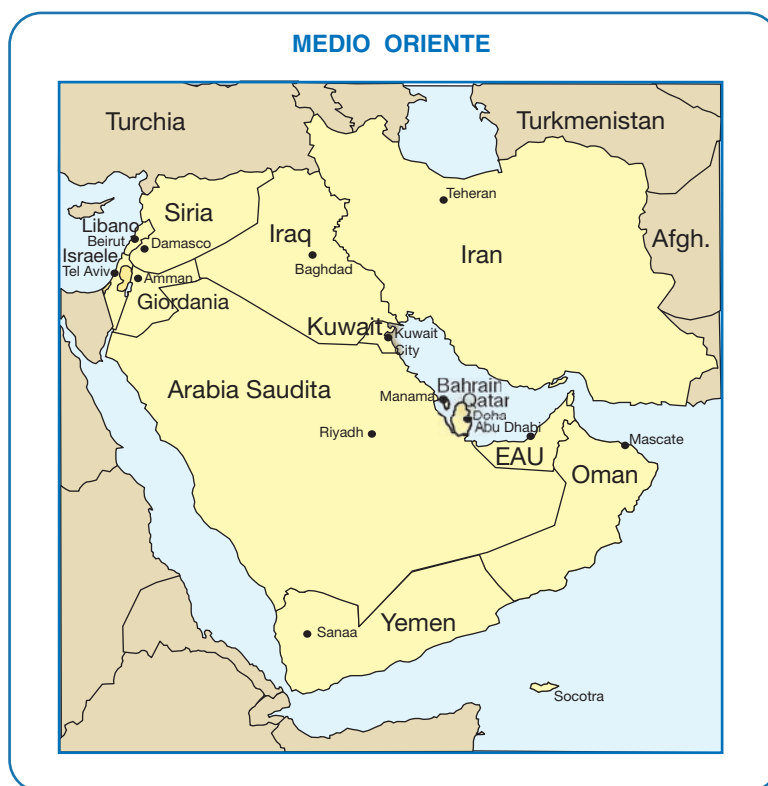 MEDIO ORIENTE
Turchia
Turkmenistan
Teheran
Siria
Libano
Beirut
Damasco
Iraq
Iran
Afgh.
Israele
Tel Aviv
Amman
Baghdad
Giordania
Kuwait
Kuwait
City
Arabia Saudita
Bahrain
Manama
Qatar
Doha
Abu Dhabi
Riyadh
Mascate
EAU
Oman
Yemen
Sanaa
Socotra